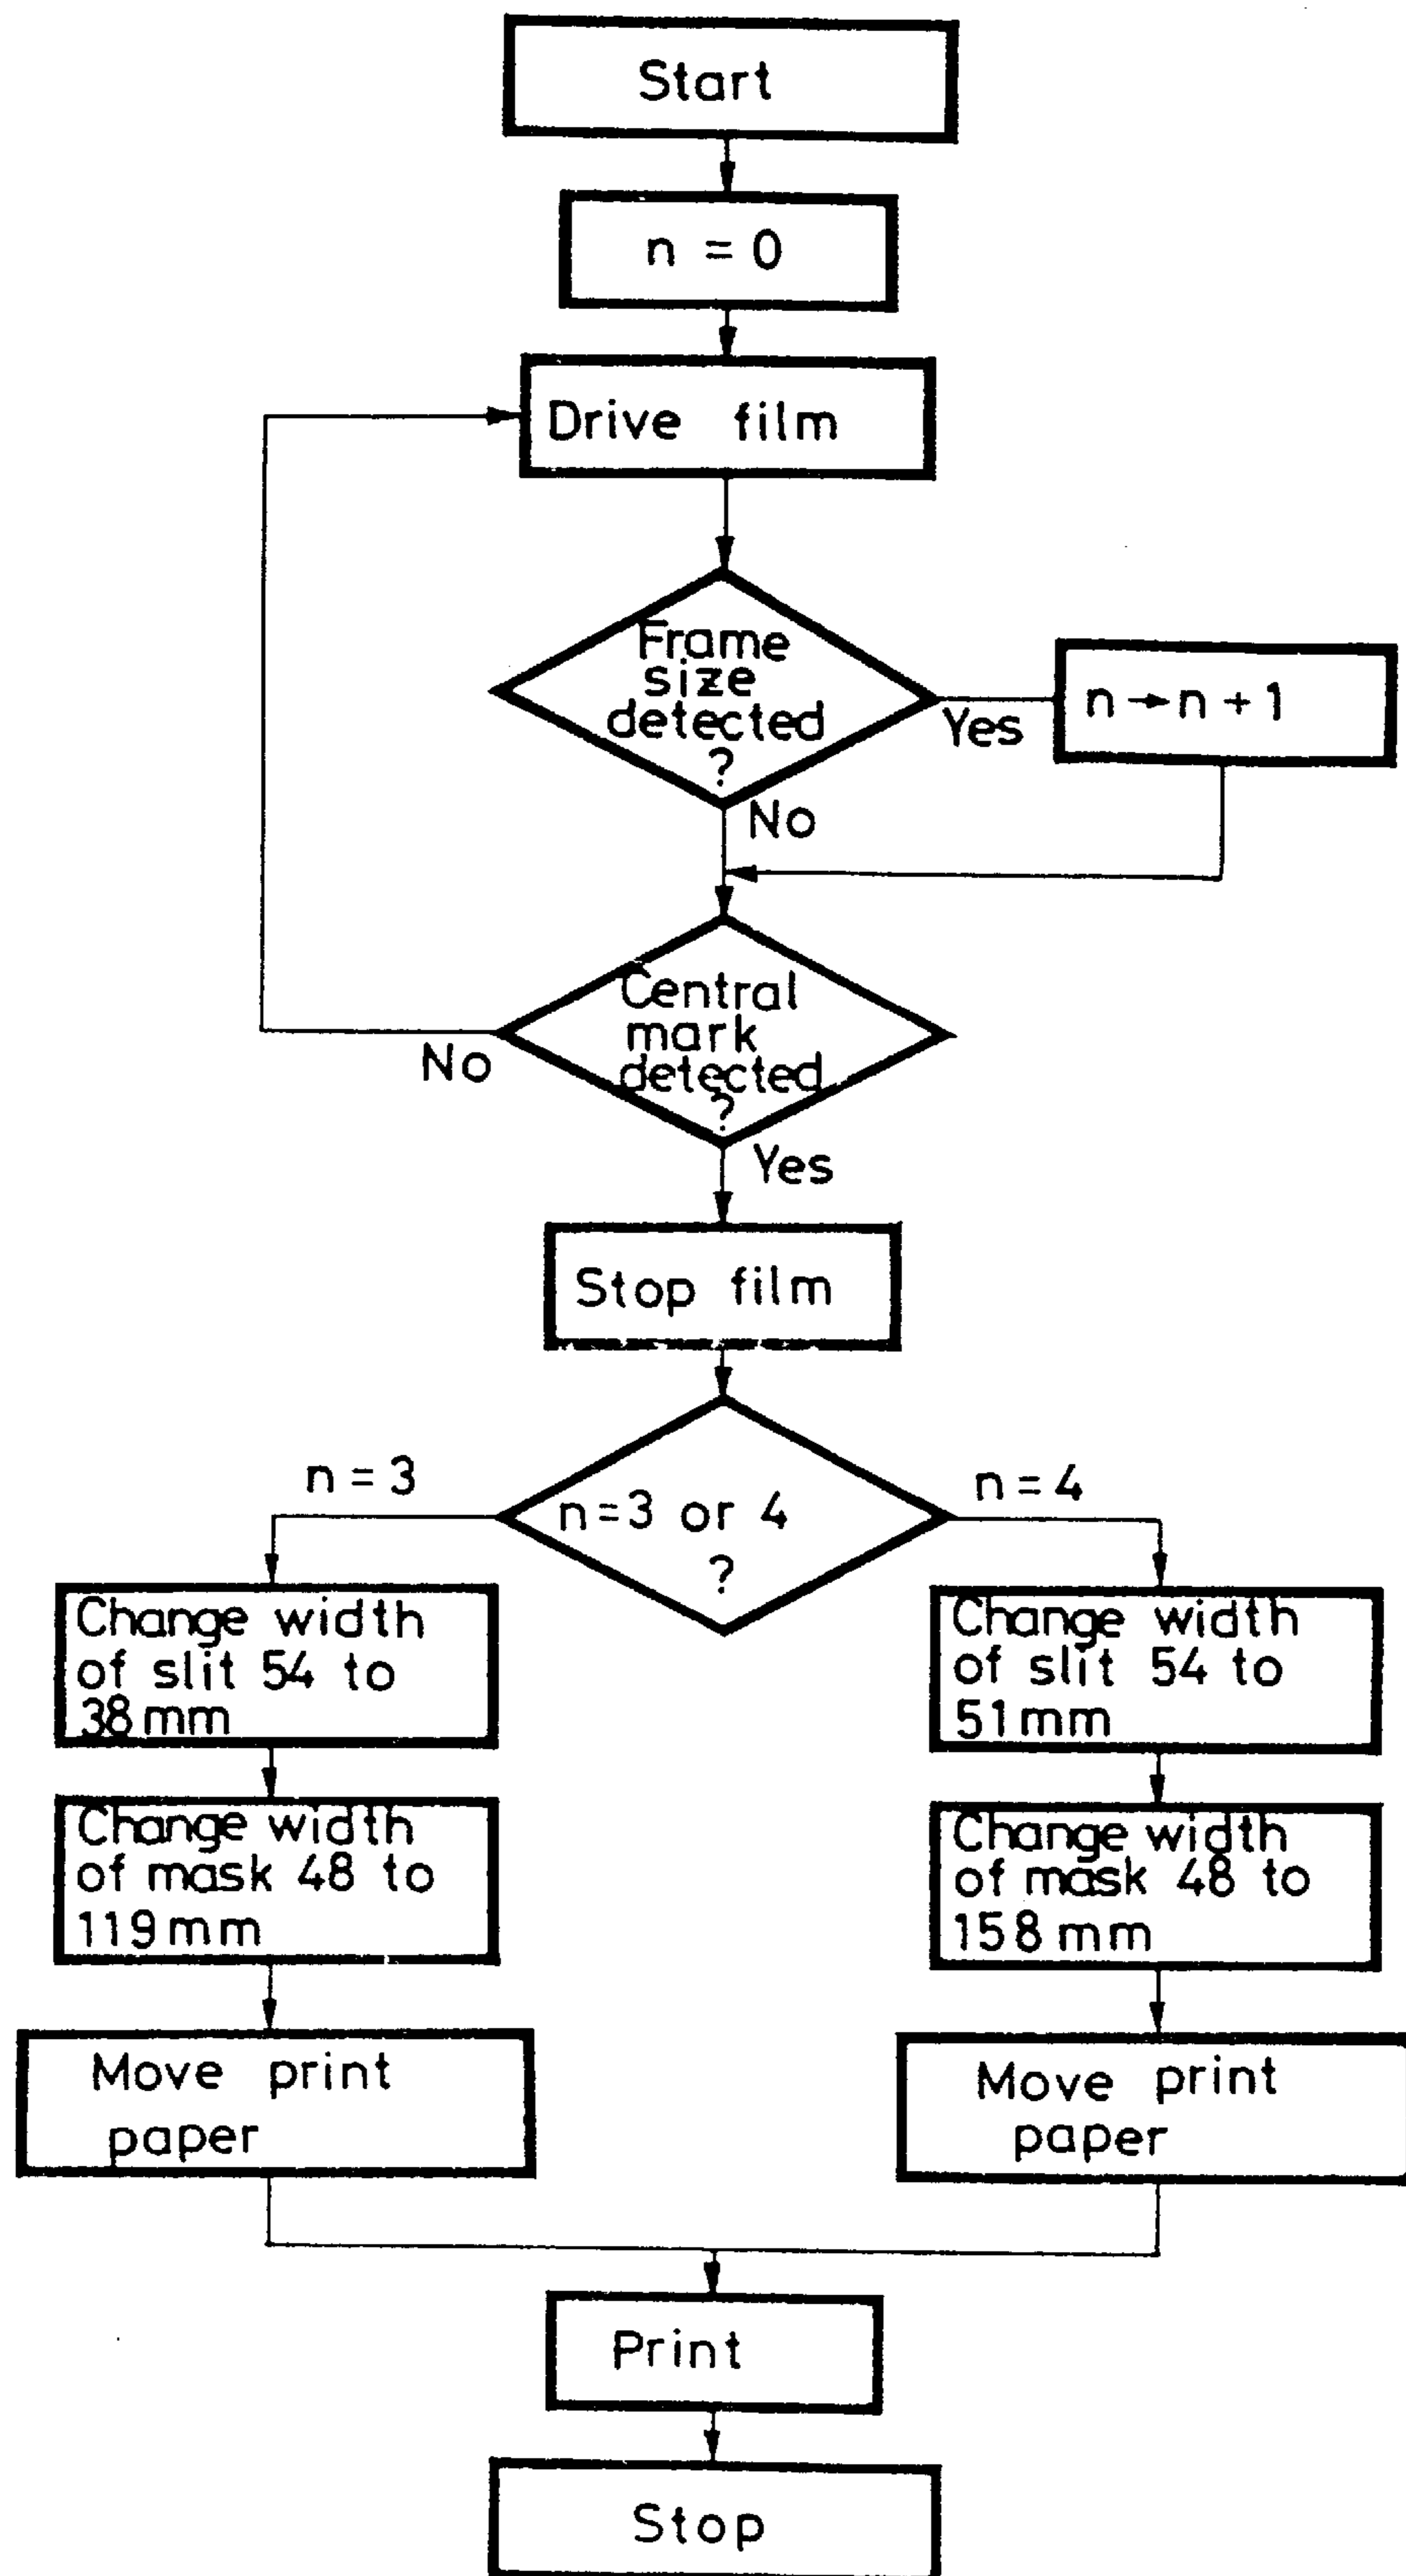 Start
n = 0
Drive film
Frame
size
detected
?
Yes
n → n + 1
No
Central
mark
detected
?
No
Yes
Stop film
n = 3
n = 3 or 4
?
n = 4
Change width
of slit 54 to
38 mm
Change width
of mask 48 to
119 mm
Move print
paper
Change width
of slit 54 to
51 mm
Change width
of mask 48 to
158 mm
Move print
paper
Print
Stop